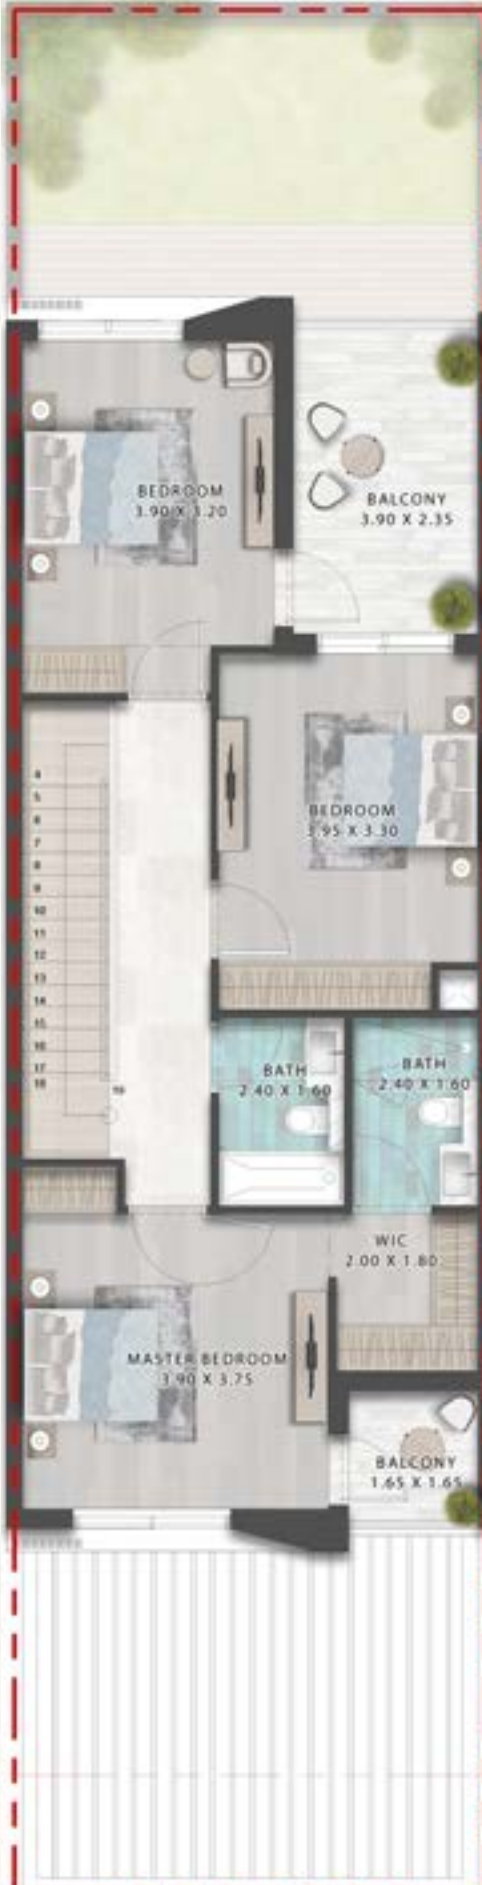 BEDROOM
3.90 X 3.20
BALCONY
3.90 X 2.35
BEDROOM
3.95 X 3.30
4
5
6
7
8
9
10
11
12
13
14
15
16
17
18
19
BATH
2.40 X 1.60
BATH
2.40 X 1.60
WIC
2.00 X 1.80
MASTER BEDROOM
3.90 X 3.75
BALCONY
1.65 X 1.65